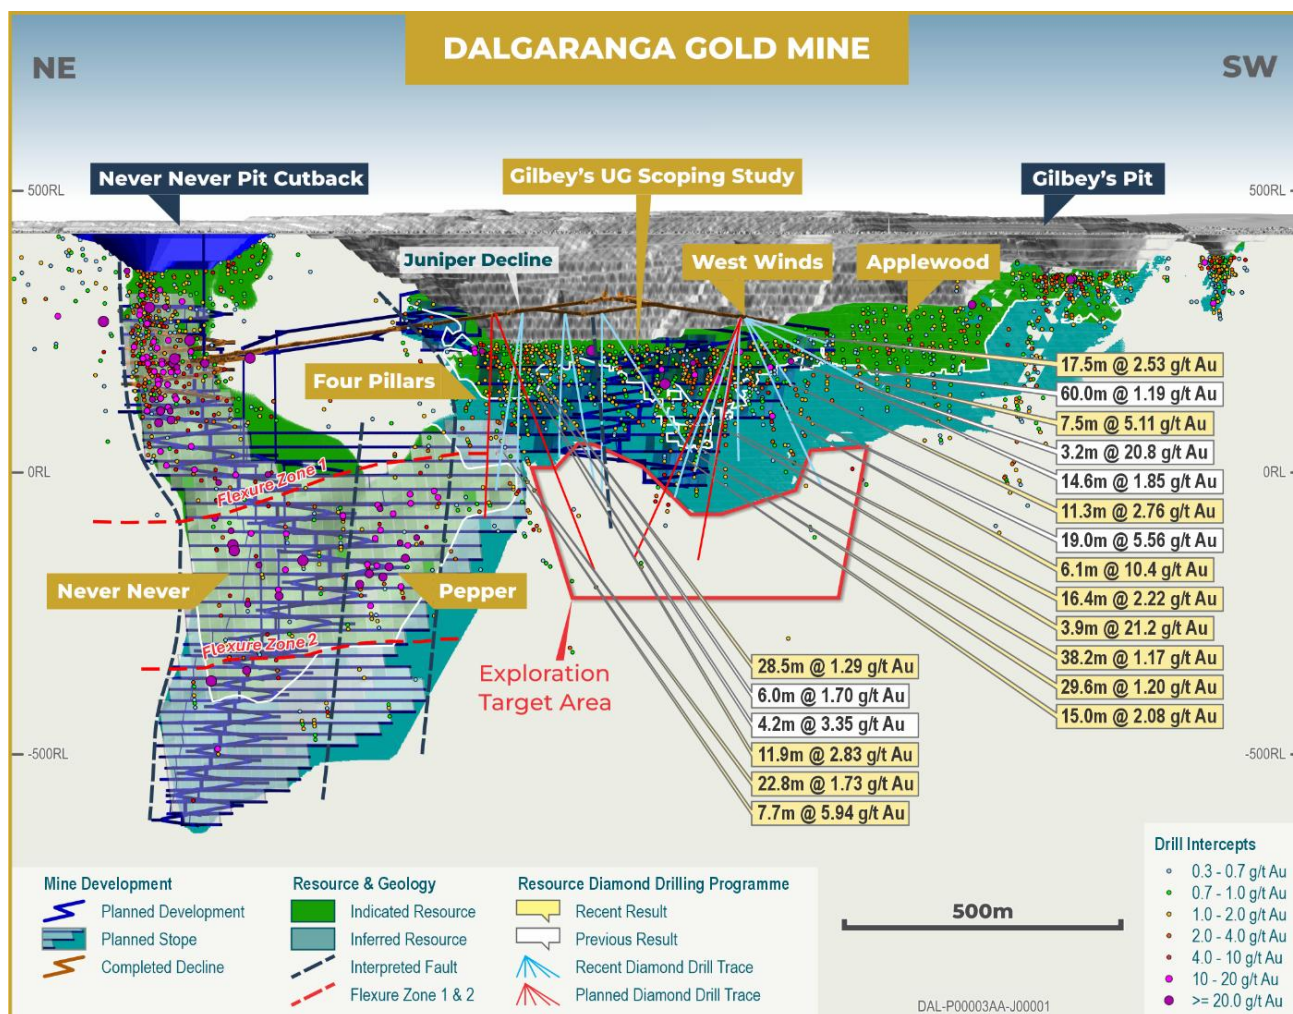 DALGARANGA GOLD MINE
NE
SW
Never Never Pit Cutback
Gilbey's UG Scoping Study
Gilbey's Pit
500RL
500RL
Juniper Decline
West Winds
Applewood
Four Pillars
17.5m @ 2.53 g/t Au
60.0m @ 1.19 g/t Au
7.5m @ 5.11 g/t Au
3.2m @ 20.8 g/t Au
14.6m @ 1.85 g/t Au
11.3m @ 2.76 g/t Au
19.0m @ 5.56 g/t Au
6.1m @ 10.4 g/t Au
16.4m @ 2.22 g/t Au
3.9m @ 21.2 g/t Au
38.2m @ 1.17 g/t Au
29.6m @ 1.20 g/t Au
15.0m @ 2.08 g/t Au
0RL
0RL
Flexure Zone 1
Never Never
Pepper
Flexure Zone 2
Exploration
Target Area
28.5m @ 1.29 g/t Au
6.0m @ 1.70 g/t Au
4.2m @ 3.35 g/t Au
11.9m @ 2.83 g/t Au
22.8m @ 1.73 g/t Au
7.7m @ 5.94 g/t Au
-500RL
-500RL
Mine Development
Planned Development
Planned Stope
Completed Decline
Resource & Geology
Indicated Resource
Inferred Resource
Interpreted Fault
Flexure Zone 1 & 2
Resource Diamond Drilling Programme
Recent Result
Previous Result
Recent Diamond Drill Trace
Planned Diamond Drill Trace
500m
DAL-P00003AA-J00001
Drill Intercepts
0.3 - 0.7 g/t Au
0.7 - 1.0 g/t Au
1.0 - 2.0 g/t Au
2.0 - 4.0 g/t Au
4.0 - 10 g/t Au
10 - 20 g/t Au
>= 20.0 g/t Au